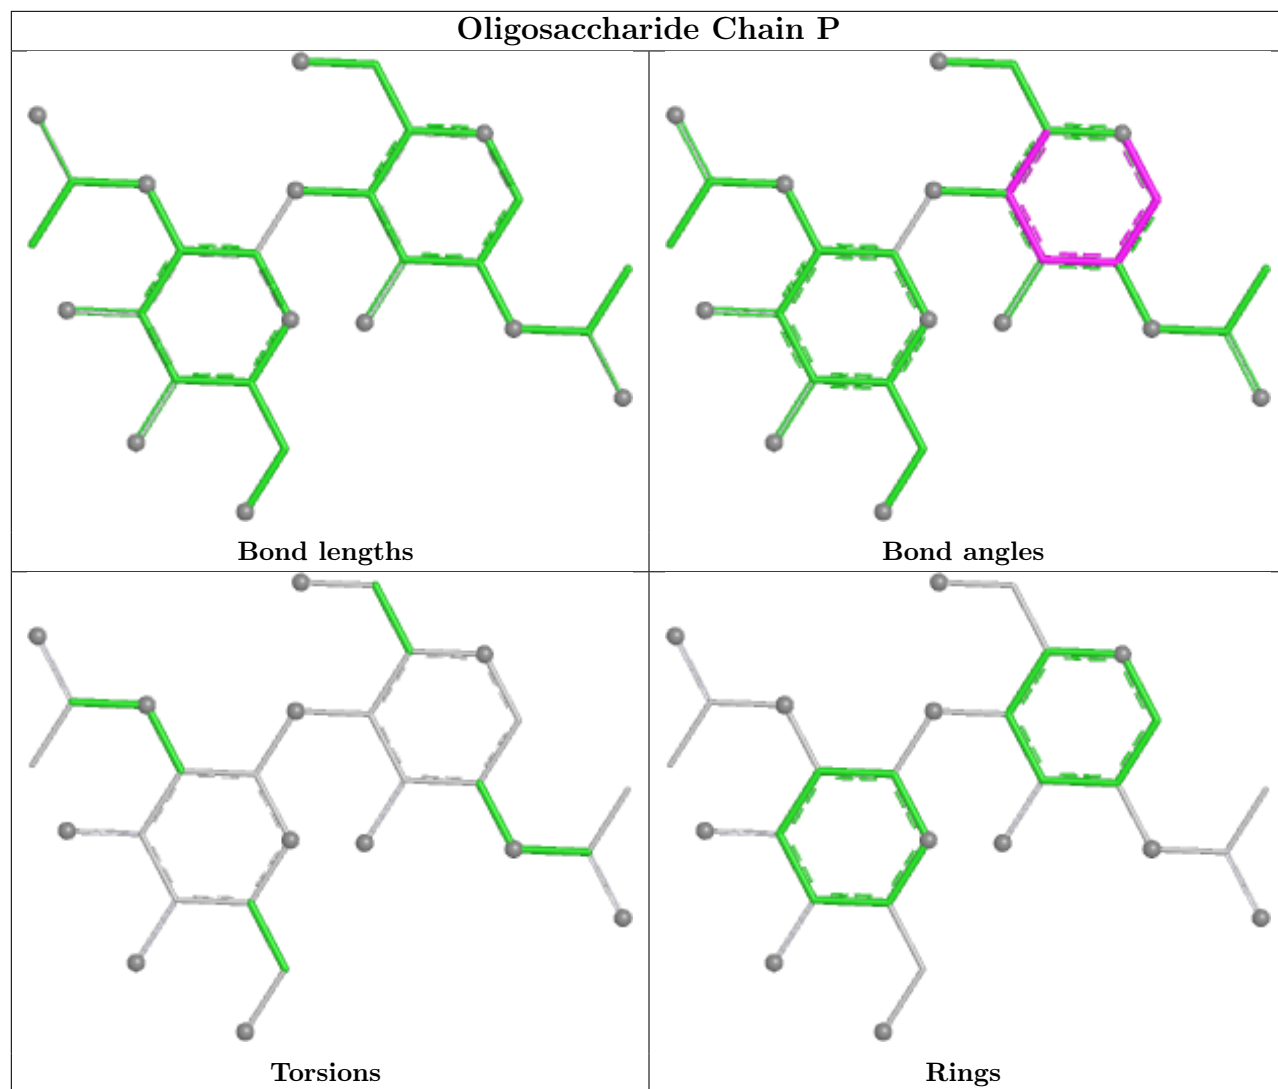 Oligosaccharide Chain P
Bond lengths
Bond angles
Torsions
Rings